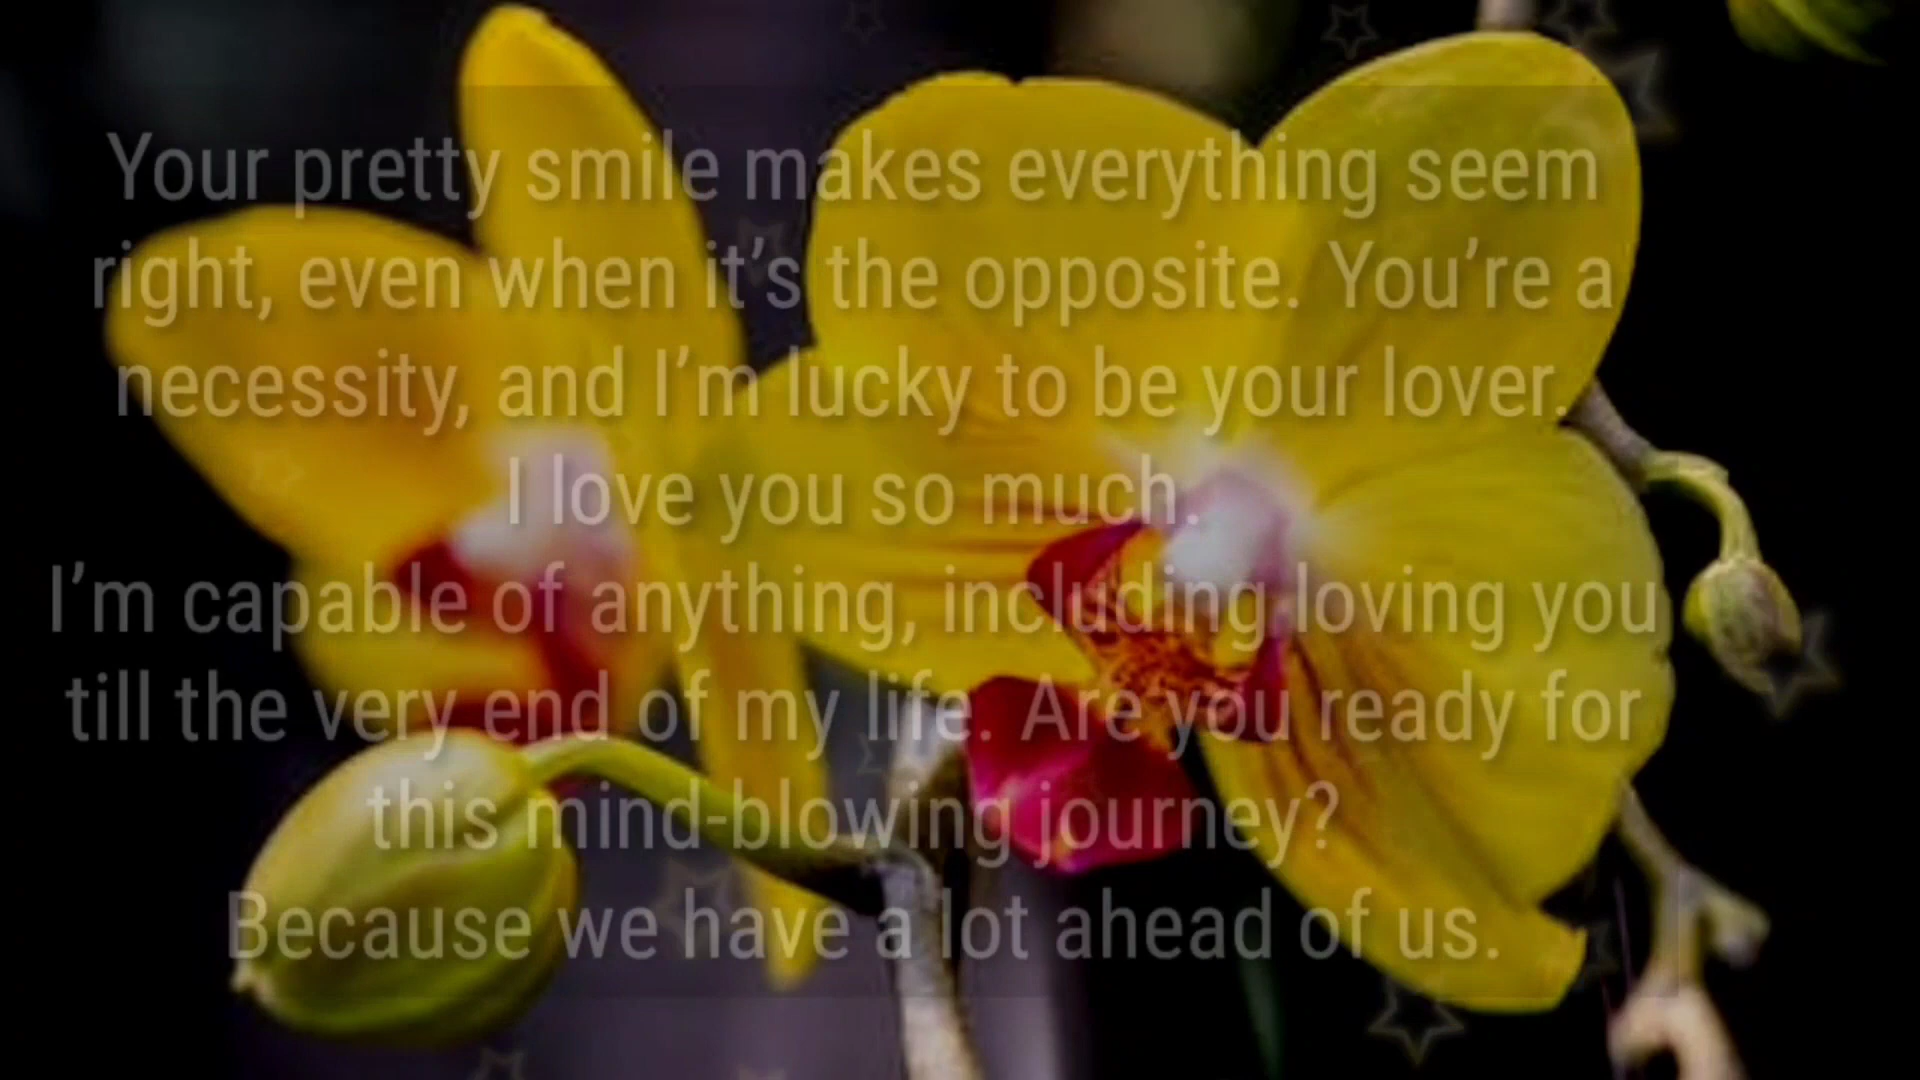 Your pretty smile makes everything seem
right, even when it’s the opposite. You’re a
necessity, and I’m lucky to be your lover.
I love you so much.
I’m capable of anything, including loving you
till the very end of my life. Are you ready for
this mind-blowing journey?
Because we have a lot ahead of us.